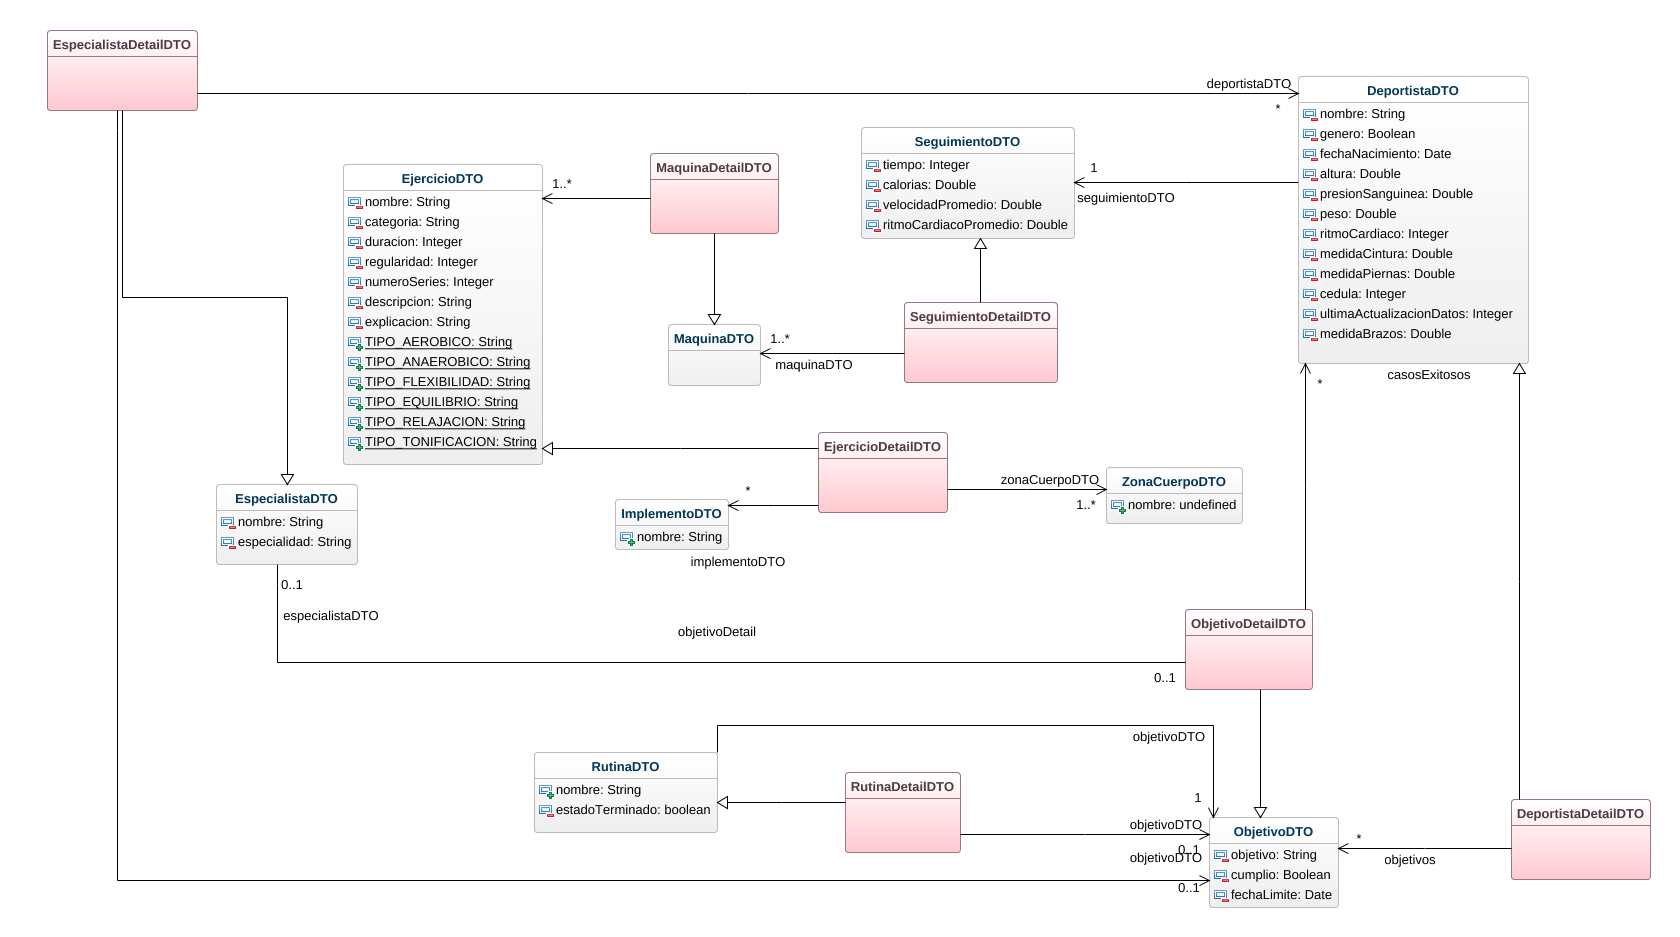 EspecialistaDetailDTO
deportistaDTO
*
DeportistaDTO
nombre: String
genero: Boolean
fechaNacimiento: Date
altura: Double
presionSanguinea: Double
peso: Double
ritmoCardiaco: Integer
medidaCintura: Double
medidaPiernas: Double
cedula: Integer
ultimaActualizacionDatos: Integer
medidaBrazos: Double
SeguimientoDTO
tiempo: Integer
calorias: Double
velocidadPromedio: Double
ritmoCardiacoPromedio: Double
1
seguimientoDTO
MaquinaDetailDTO
1..*
EjercicioDTO
nombre: String
categoria: String
duracion: Integer
regularidad: Integer
numeroSeries: Integer
descripcion: String
explicacion: String
TIPO_AEROBICO: String
TIPO_ANAEROBICO: String
TIPO_FLEXIBILIDAD: String
TIPO_EQUILIBRIO: String
TIPO_RELAJACION: String
TIPO_TONIFICACION: String
SeguimientoDetailDTO
MaquinaDTO
1..*
maquinaDTO
casosExitosos
*
EjercicioDetailDTO
zonaCuerpoDTO
1..*
ZonaCuerpoDTO
nombre: undefined
*
ImplementoDTO
nombre: String
implementoDTO
EspecialistaDTO
nombre: String
especialidad: String
0..1
especialistaDTO
objetivoDetail
0..1
ObjetivoDetailDTO
objetivoDTO
1
RutinaDTO
nombre: String
estadoTerminado: boolean
RutinaDetailDTO
objetivoDTO
0..1
objetivoDTO
0..1
ObjetivoDTO
objetivo: String
cumplio: Boolean
fechaLimite: Date
*
objetivos
DeportistaDetailDTO